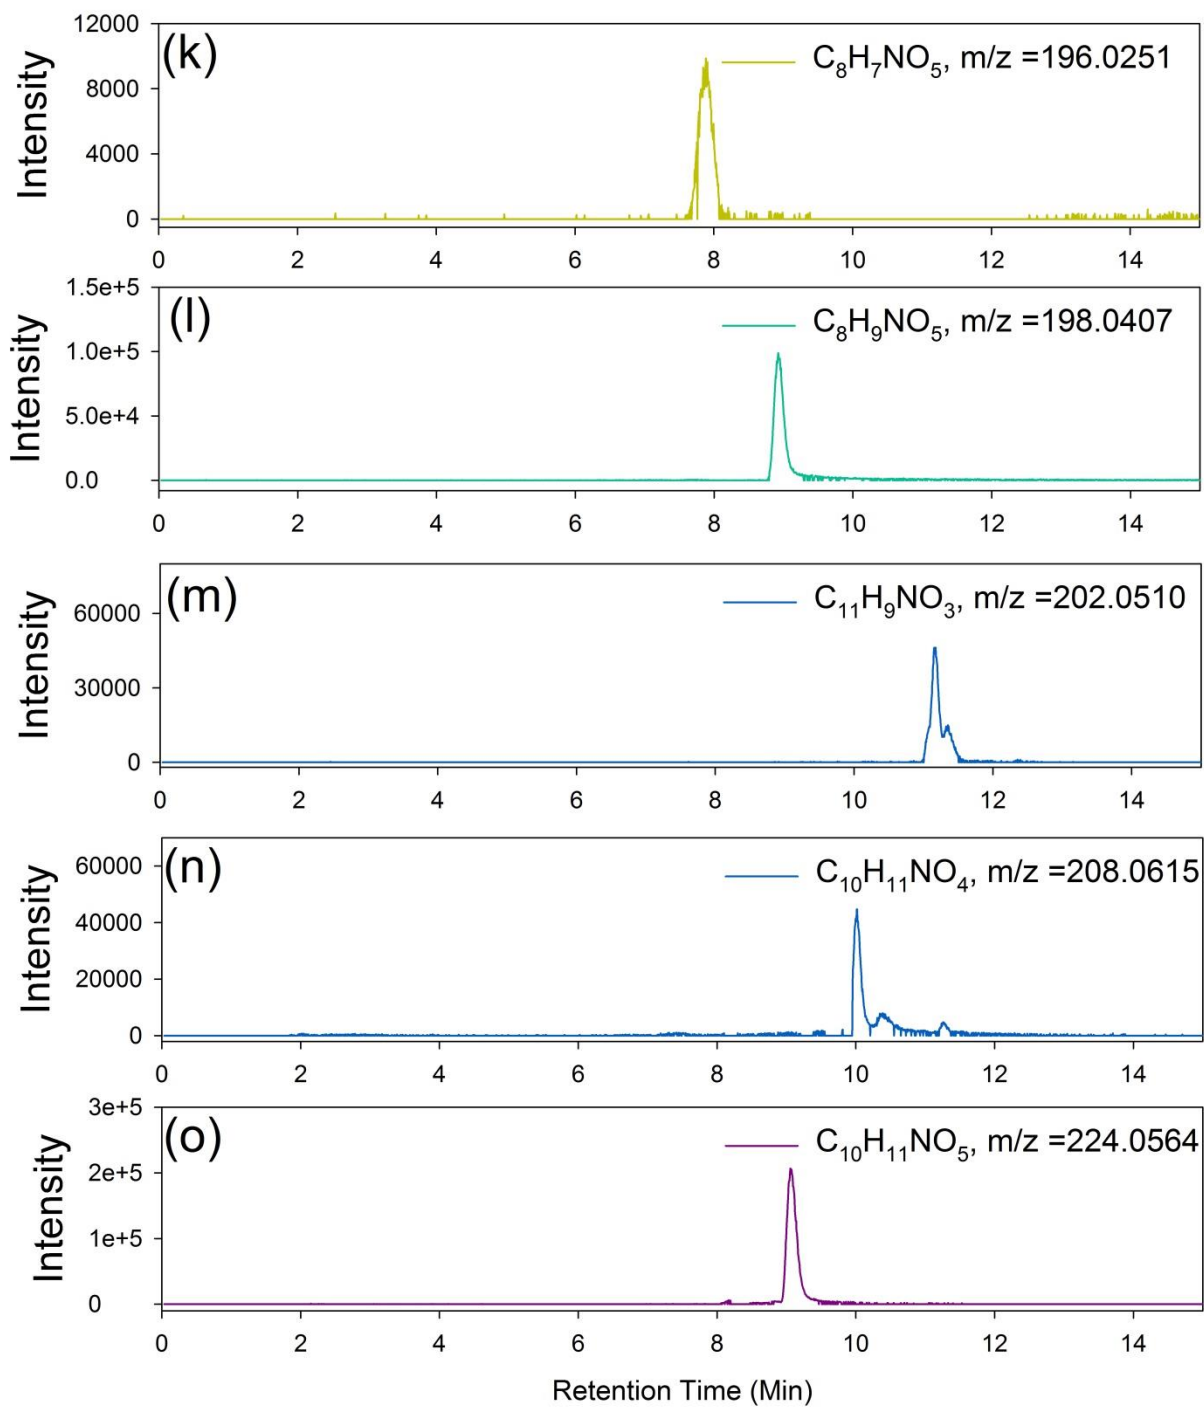 (k)
C₈H₇NO₅, m/z =196.0251
Intensity
12000
8000
4000
0
0 2 4 6 8 10 12 14
(l)
C₈H₉NO₅, m/z =198.0407
Intensity
1.5e+5
1.0e+5
5.0e+4
0.0
0 2 4 6 8 10 12 14
(m)
C₁₁H₉NO₃, m/z =202.0510
Intensity
60000
30000
0
0 2 4 6 8 10 12 14
(n)
C₁₀H₁₁NO₄, m/z =208.0615
Intensity
60000
40000
20000
0
0 2 4 6 8 10 12 14
(o)
C₁₀H₁₁NO₅, m/z =224.0564
Intensity
3e+5
2e+5
1e+5
0
0 2 4 6 8 10 12 14
Retention Time (Min)